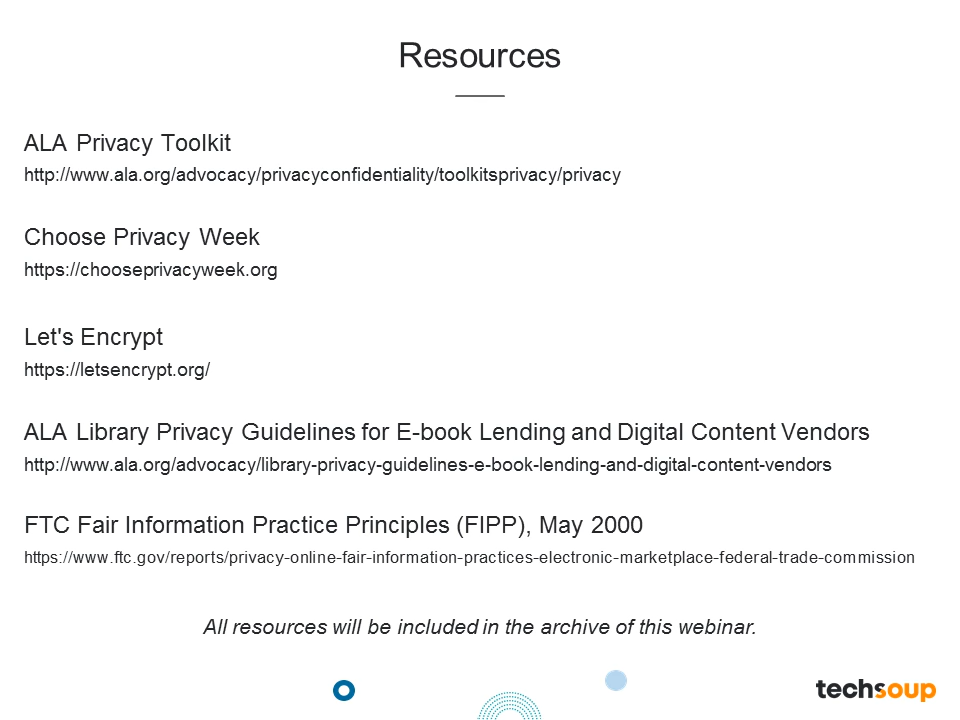 Resources
ALA Privacy Toolkit
http://www.ala.org/advocacy/privacyconfidentiality/toolkitsprivacy/privacy
Choose Privacy Week
https://chooseprivacyweek.org
Let's Encrypt
https://letsencrypt.org/
ALA Library Privacy Guidelines for E-book Lending and Digital Content Vendors
http://www.ala.org/advocacy/library-privacy-guidelines-e-book-lending-and-digital-content-vendors
FTC Fair Information Practice Principles (FIPP), May 2000
https://www.ftc.gov/reports/privacy-online-fair-information-practices-electronic-marketplace-federal-trade-commission
All resources will be included in the archive of this webinar.
techsoup